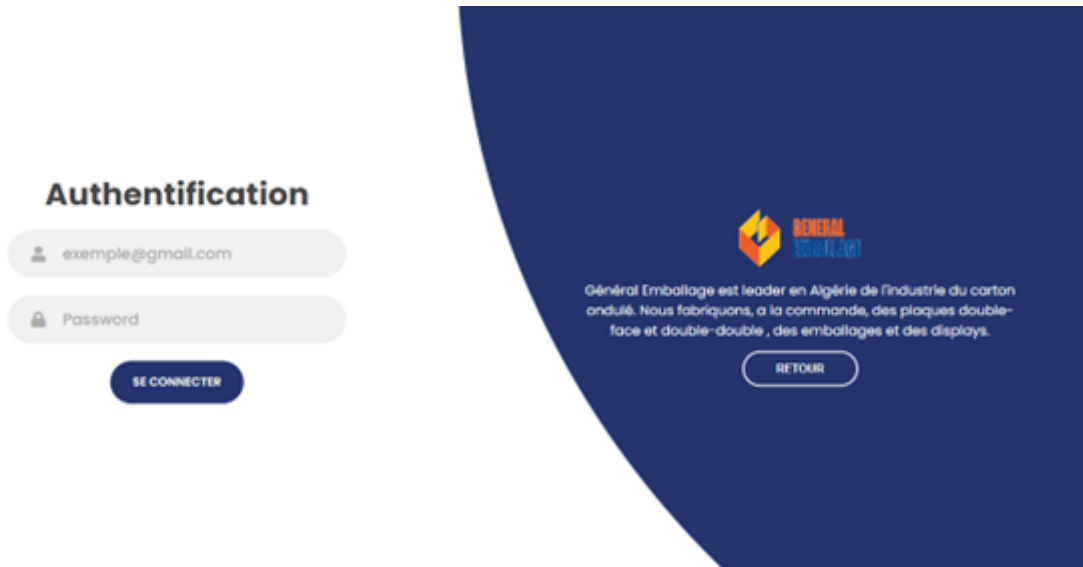 Authentification
exemple@gmail.com
Password
SE CONNECTER
GENERAL
EMBALLAGE
Général Emballage est leader en Algérie de l'industrie du carton
ondulé. Nous fabriquons, a la commande, des plaques double-
face et double-double , des emballages et des displays.
RETOUR